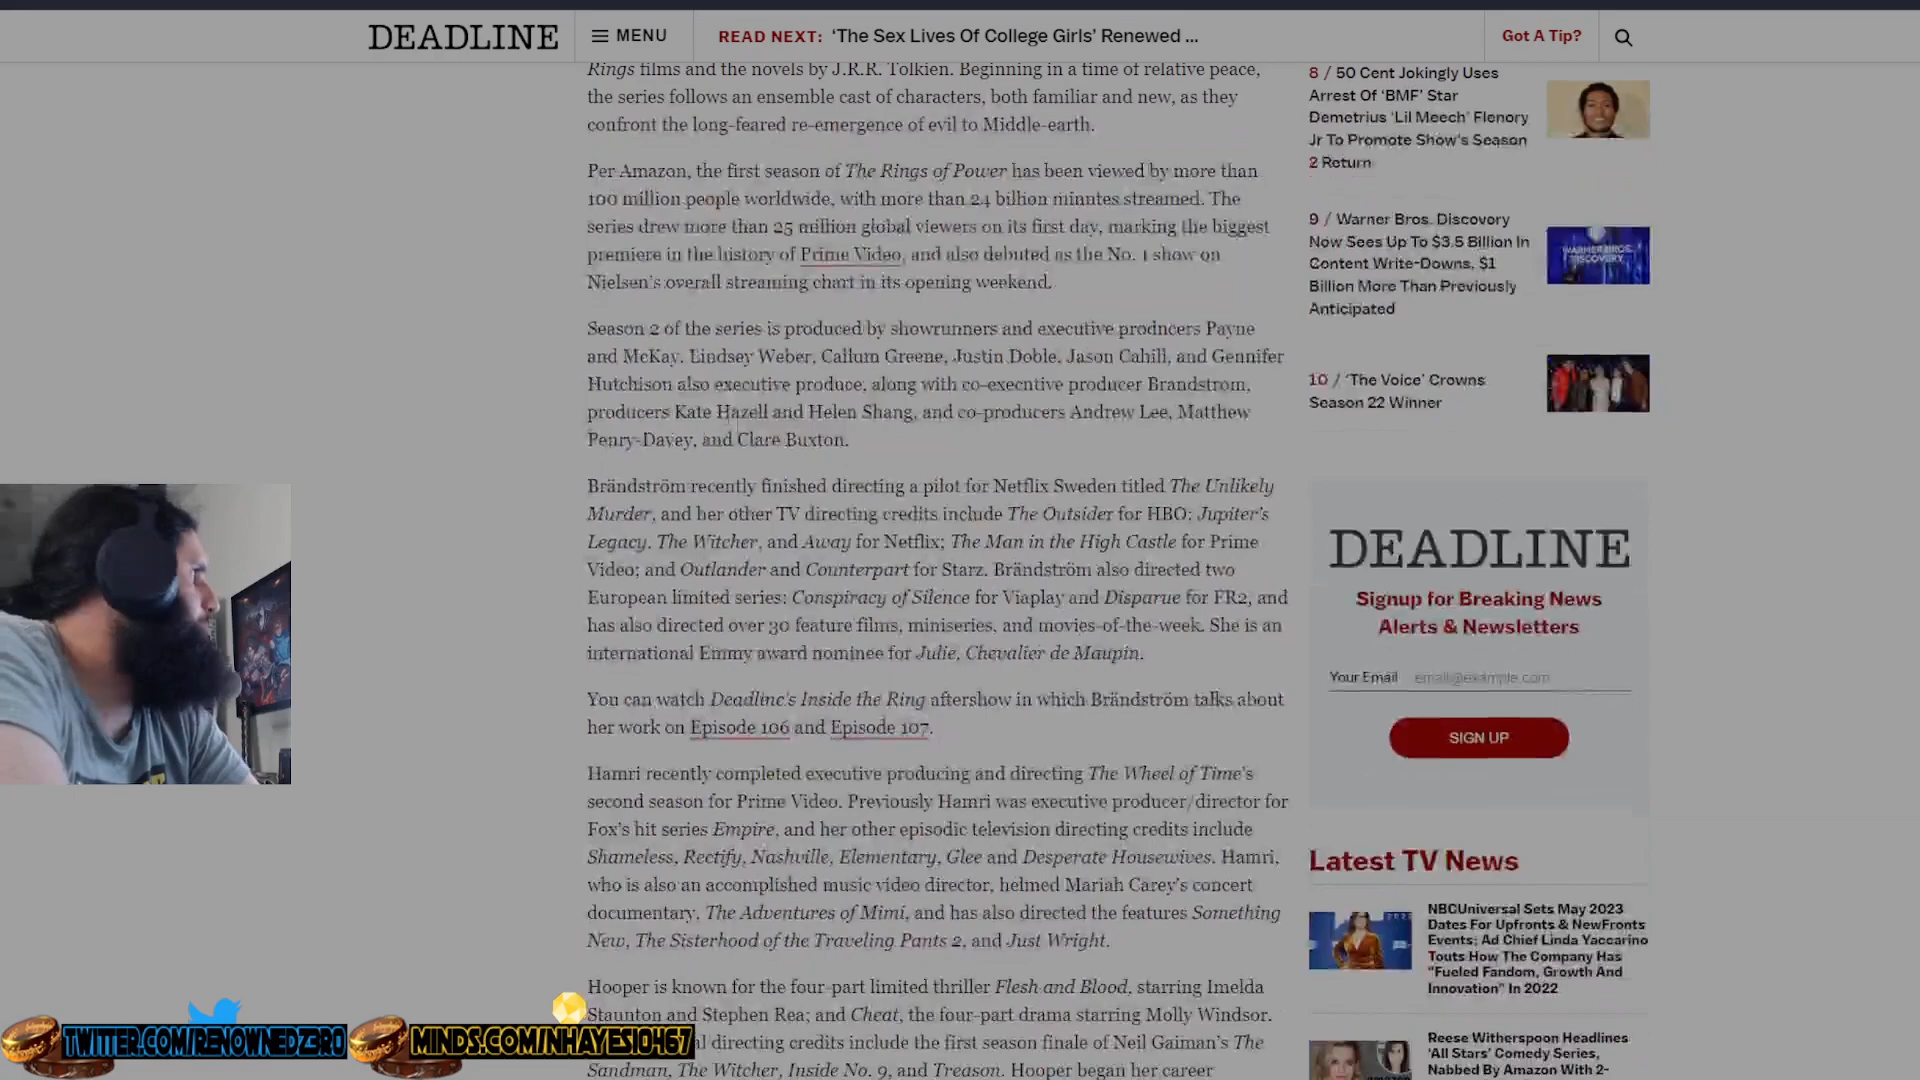 DEADLINE
MENU
READ NEXT: ‘The Sex Lives Of College Girls’ Renewed ...
Got A Tip?
Rings films and the novels by J.R.R. Tolkien. Beginning in a time of relative peace,
the series follows an ensemble cast of characters, both familiar and new, as they
confront the long-feared re-emergence of evil to Middle-earth.
Per Amazon, the first season of The Rings of Power has been viewed by more than
100 million people worldwide, with more than 24 billion minutes streamed. The
series drew more than 25 million global viewers on its first day, marking the biggest
premiere in the history of Prime Video, and also debuted as the No. 1 show on
Nielsen’s overall streaming chart in its opening weekend.
Season 2 of the series is produced by showrunners and executive producers Payne
and McKay. Lindsey Weber, Callum Greene, Justin Doble, Jason Cahill, and Gennifer
Hutchison also executive produce, along with co-executive producer Brandstrom,
producers Kate Hazell and Helen Shang, and co-producers Andrew Lee, Matthew
Penry-Davey, and Clare Buxton.
Brändström recently finished directing a pilot for Netflix Sweden titled The Unlikely
Murder, and her other TV directing credits include The Outsider for HBO; Jupiter’s
Legacy, The Witcher, and Away for Netflix; The Man in the High Castle for Prime
Video; and Outlander and Counterpart for Starz. Brändström also directed two
European limited series: Conspiracy of Silence for Viaplay and Disparue for FR2, and
has also directed over 30 feature films, miniseries, and movies-of-the-week. She is an
international Emmy award nominee for Julie, Chevalier de Maupin.
You can watch Deadline’s Inside the Ring aftershow in which Brändström talks about
her work on Episode 106 and Episode 107.
Hamri recently completed executive producing and directing The Wheel of Time’s
second season for Prime Video. Previously Hamri was executive producer/director for
Fox’s hit series Empire, and her other episodic television directing credits include
Shameless, Rectify, Nashville, Elementary, Glee and Desperate Housewives. Hamri,
who is also an accomplished music video director, helmed Mariah Carey’s concert
documentary, The Adventures of Mimi, and has also directed the features Something
New, The Sisterhood of the Traveling Pants 2, and Just Wright.
Hooper is known for the four-part limited thriller Flesh and Blood, starring Imelda
Staunton and Stephen Rea; and Cheat, the four-part drama starring Molly Windsor.
al directing credits include the first season finale of Neil Gaiman’s The
Sandman, The Witcher, Inside No. 9, and Treason. Hooper began her career
8 / 50 Cent Jokingly Uses
Arrest Of ‘BMF’ Star
Demetrius ‘Lil Meech’ Flenory
Jr To Promote Show’s Season
2 Return
9 / Warner Bros. Discovery
Now Sees Up To $3.5 Billion In
Content Write-Downs, $1
Billion More Than Previously
Anticipated
WARNER BROS.
DISCOVERY
10 / ‘The Voice’ Crowns
Season 22 Winner
DEADLINE
Signup for Breaking News
Alerts & Newsletters
Your Email email@example.com
SIGN UP
Latest TV News
NBCUniversal Sets May 2023
Dates For Upfronts & NewFronts
Events; Ad Chief Linda Yaccarino
Touts How The Company Has
“Fueled Fandom, Growth And
Innovation” In 2022
Reese Witherspoon Headlines
‘All Stars’ Comedy Series,
Nabbed By Amazon With 2-
TWITTER.COM/RENOWNEDZ3R0
MINDS.COM/NHAYES10467